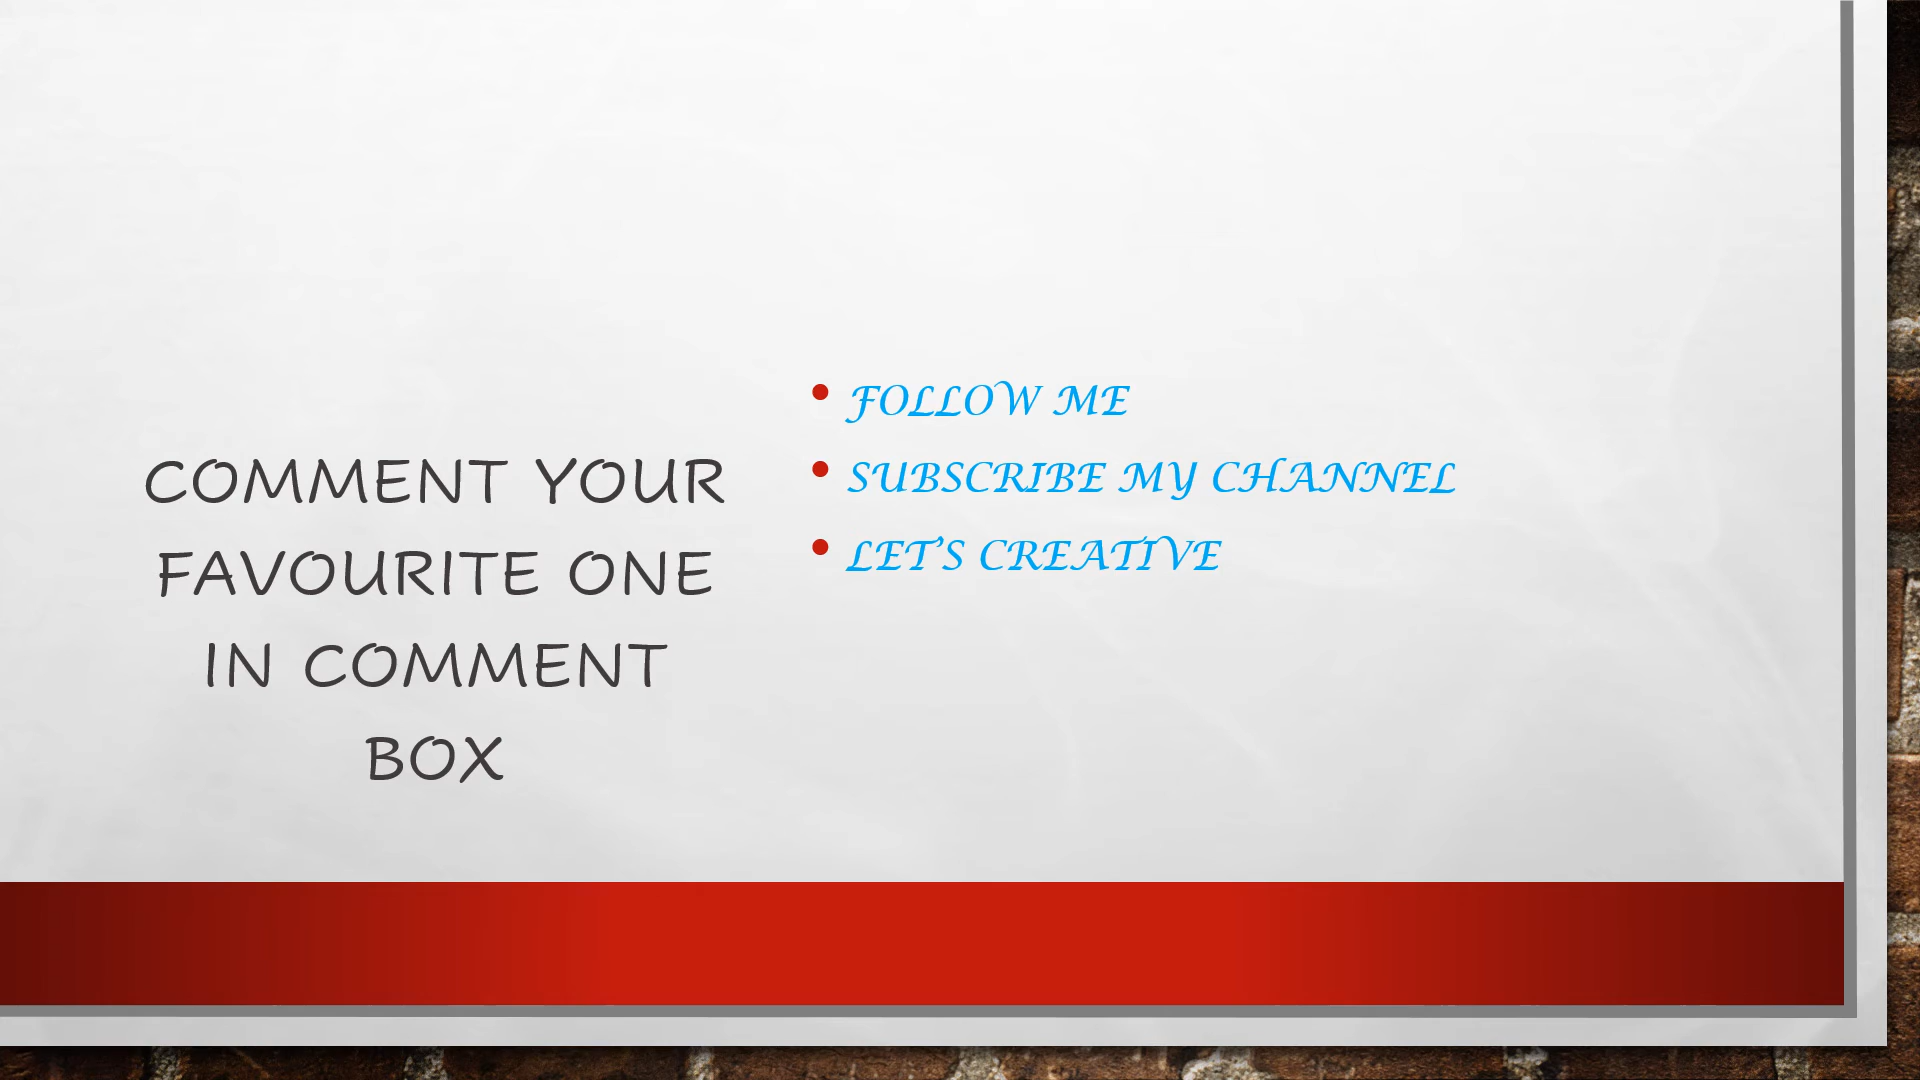 COMMENT YOUR
FAVOURITE ONE
IN COMMENT
BOX
• FOLLOW ME
• SUBSCRIBE MY CHANNEL
• LET'S CREATIVE